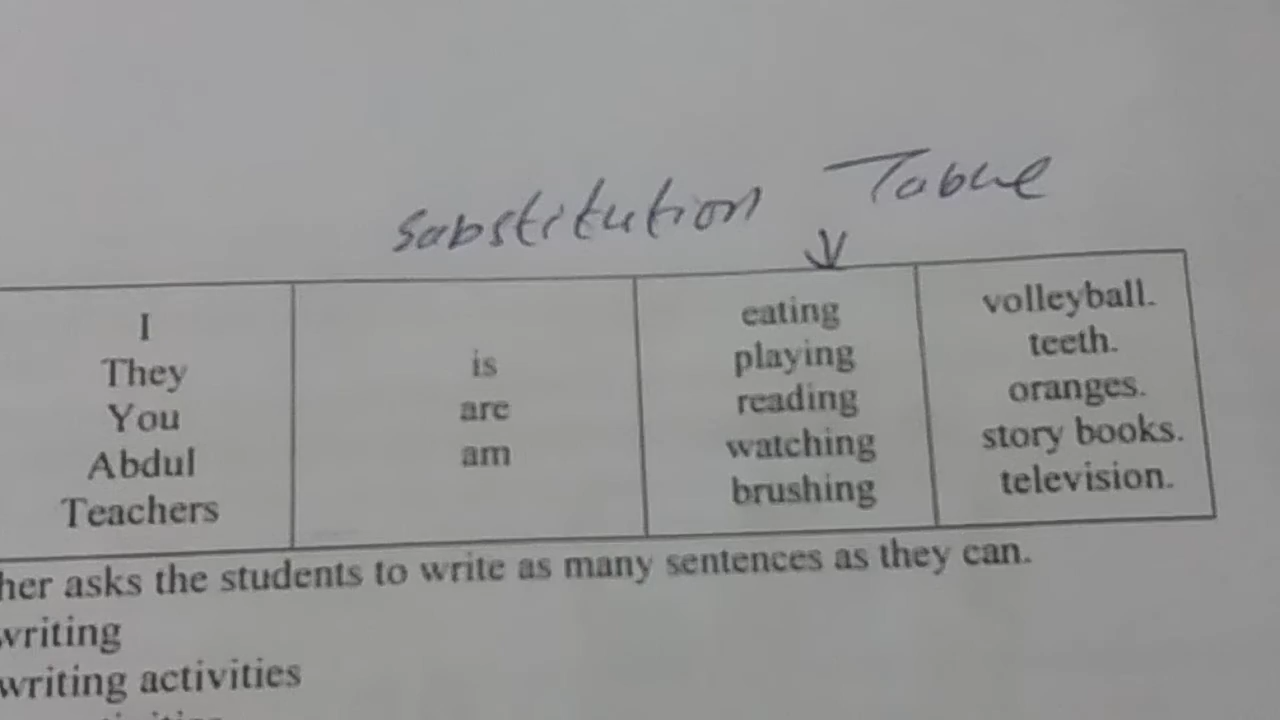 Substitution Table
I
They
You
Abdul
Teachers
is
are
am
eating
playing
reading
watching
brushing
volleyball.
teeth.
oranges.
story books.
television.
her asks the students to write as many sentences as they can.
writing
writing activities